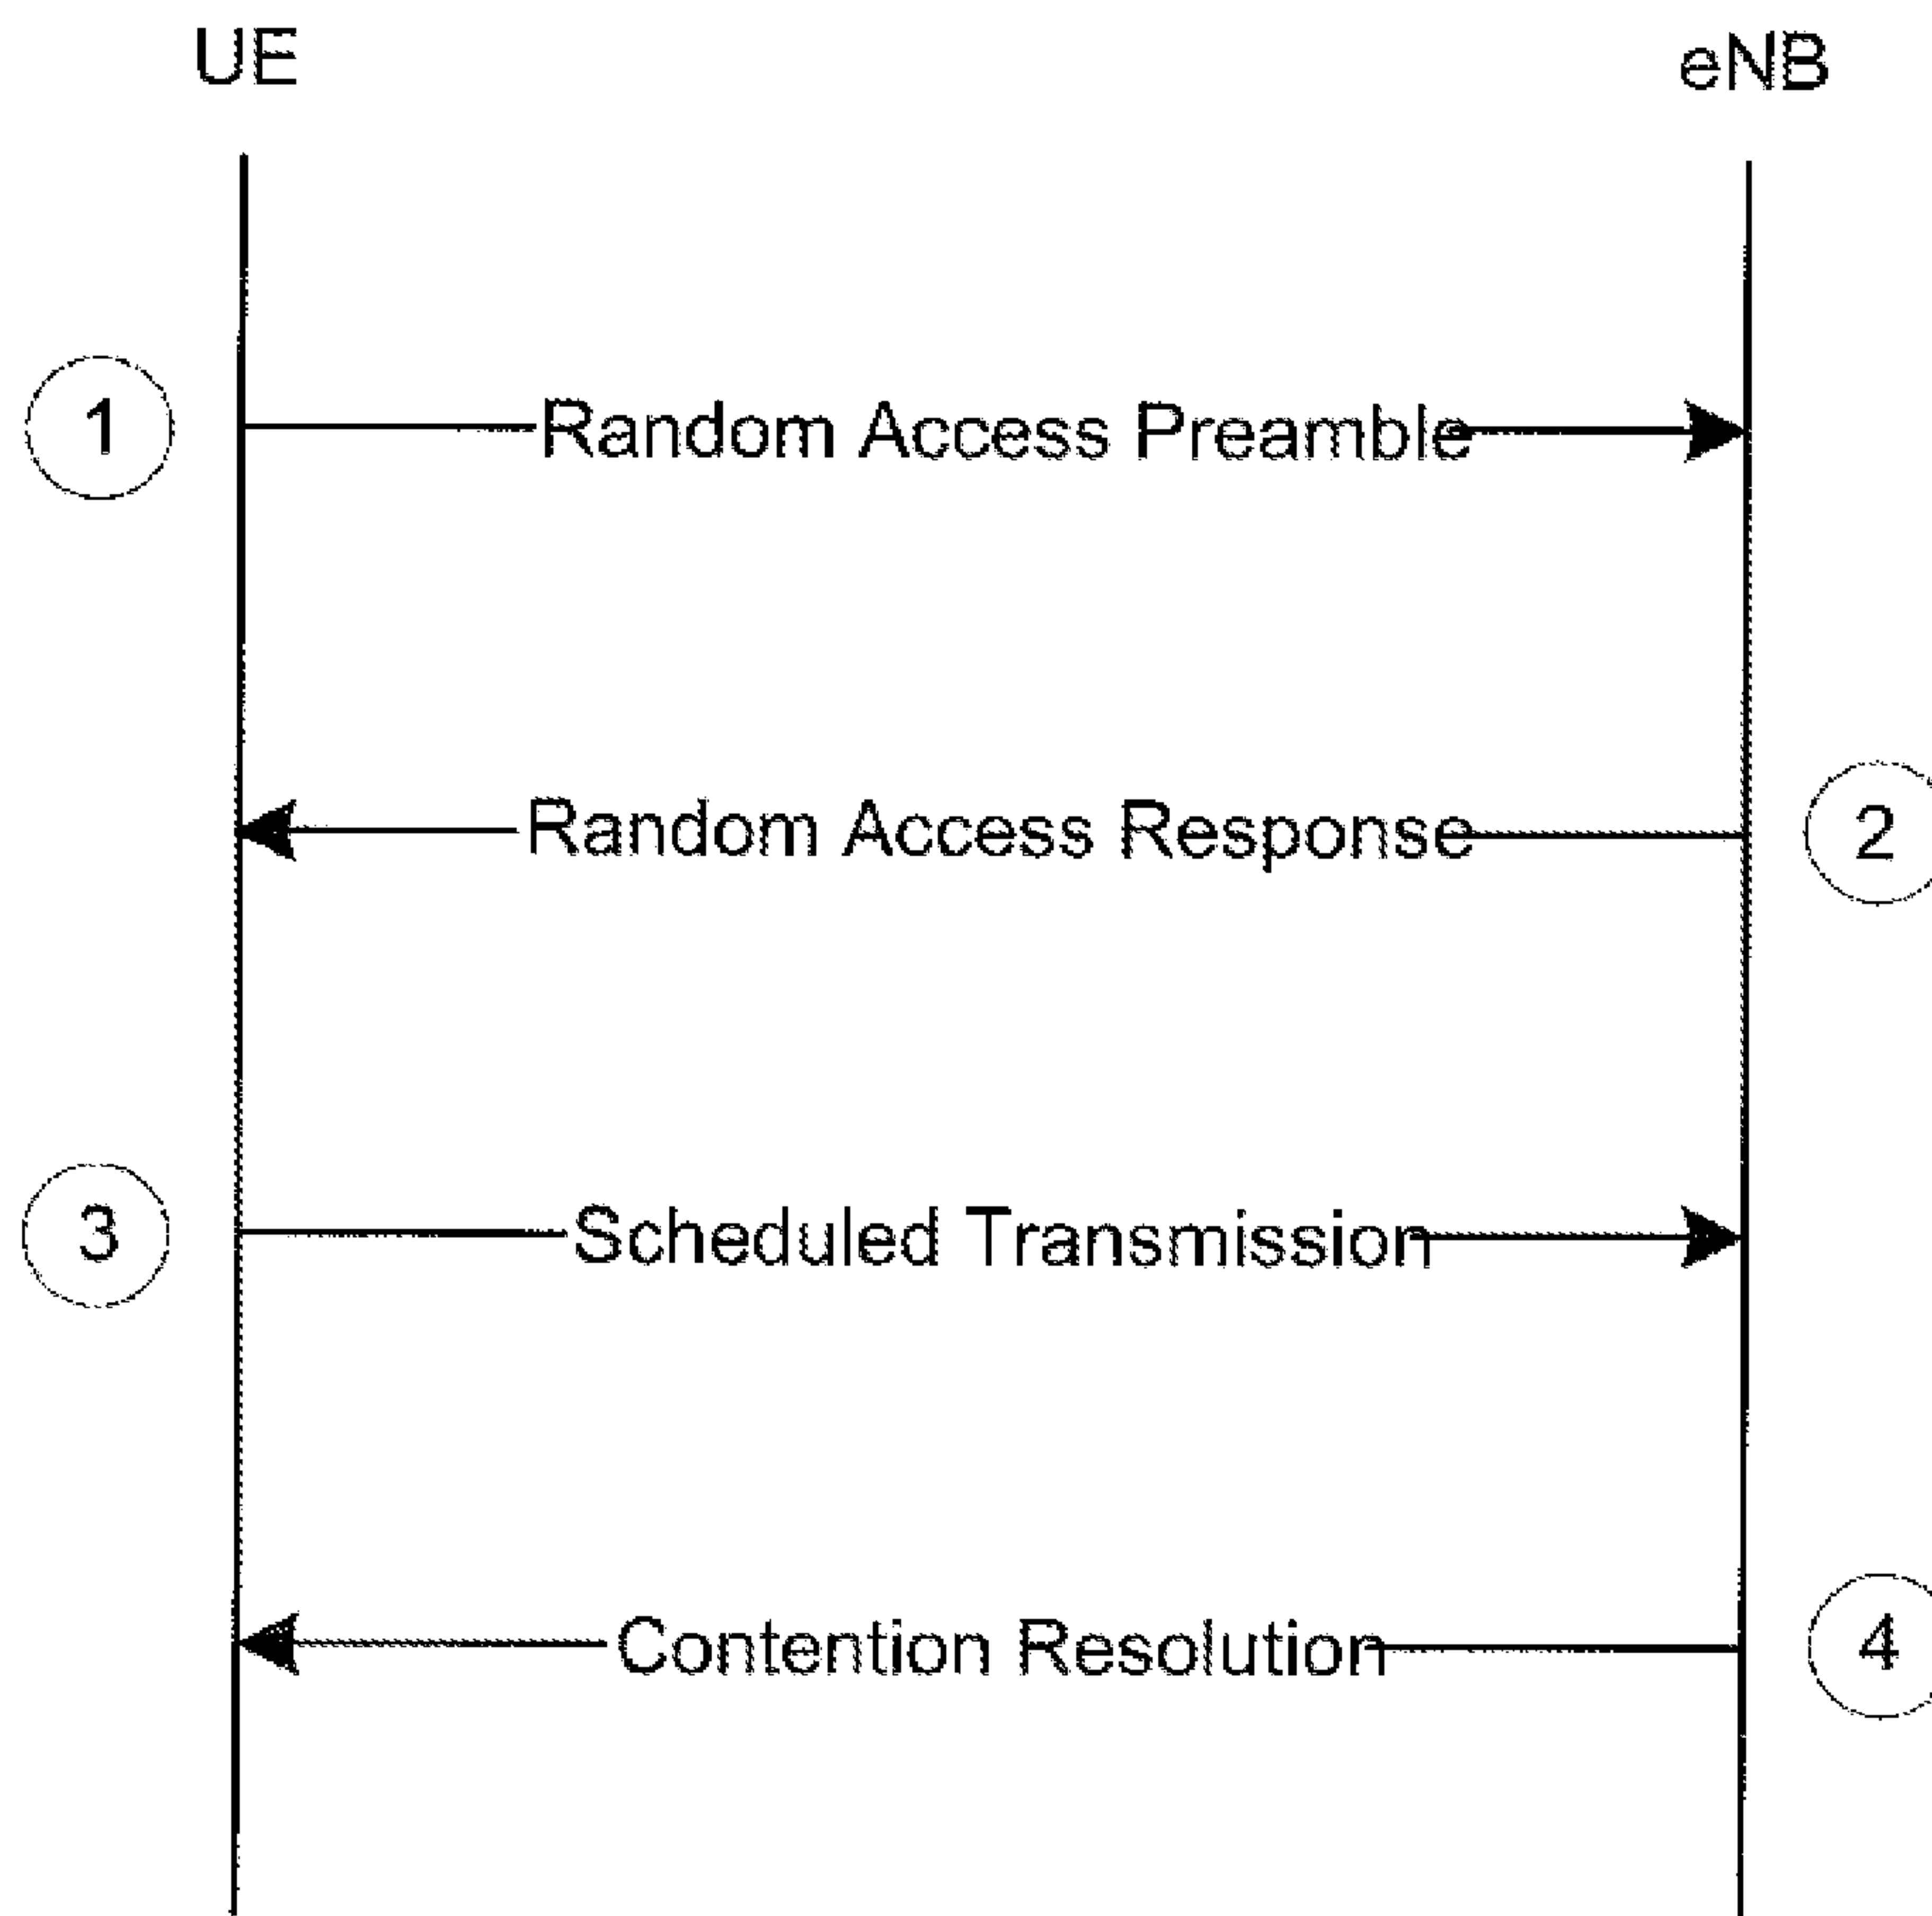 UE
eNB
1
Random Access Preamble
Random Access Response
2
3
Scheduled Transmission
Contention Resolution
4